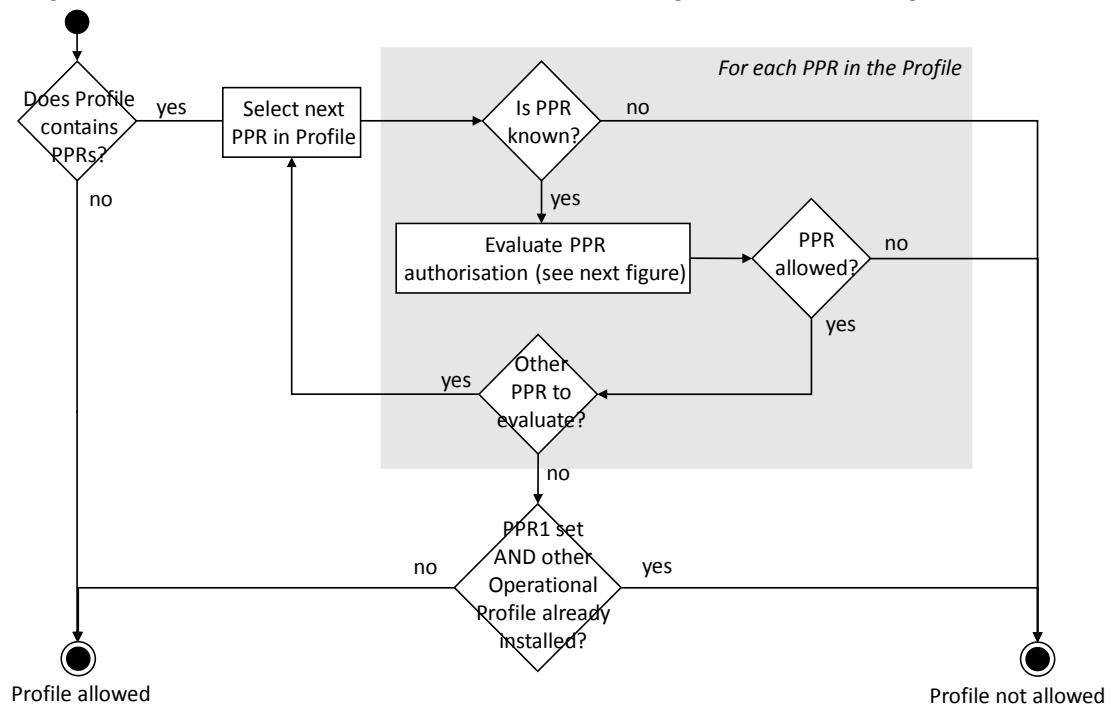 Does Profile
contains
PPRs?
yes
no
Select next
PPR in Profile
For each PPR in the Profile
Is PPR
known?
no
yes
Evaluate PPR
authorisation (see next figure)
PPR
allowed?
no
yes
Other
PPR to
evaluate?
yes
no
PPR1 set
AND other
Operational
Profile already
installed?
no
yes
Profile allowed
Profile not allowed